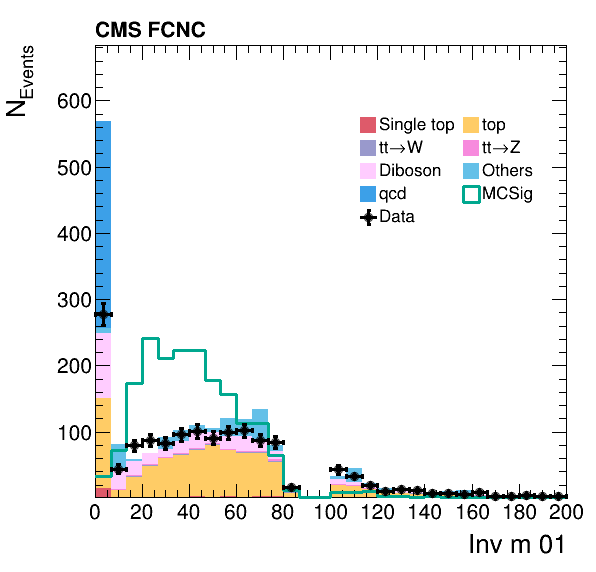 CMS FCNC
N_Events
600
500
400
300
200
100
Single top
top
tt→W
tt→Z
Diboson
Others
qcd
MCSig
Data
0 20 40 60 80 100 120 140 160 180 200
Inv m 01